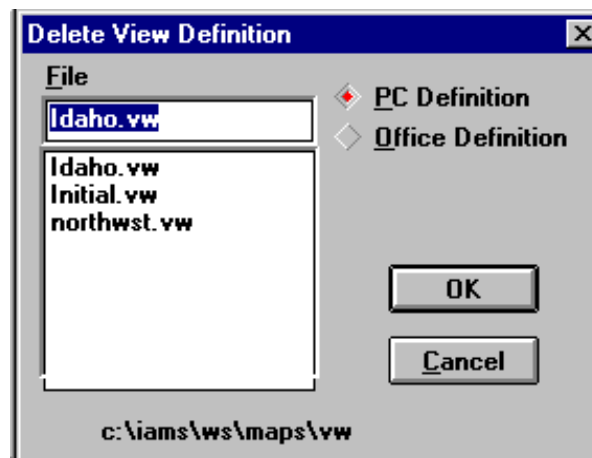 Delete View Definition
File
Idaho.vw
PC Definition
Office Definition
Idaho.vw
Initial.vw
northwst.vw
OK
Cancel
c:\iams\ws\maps\vw